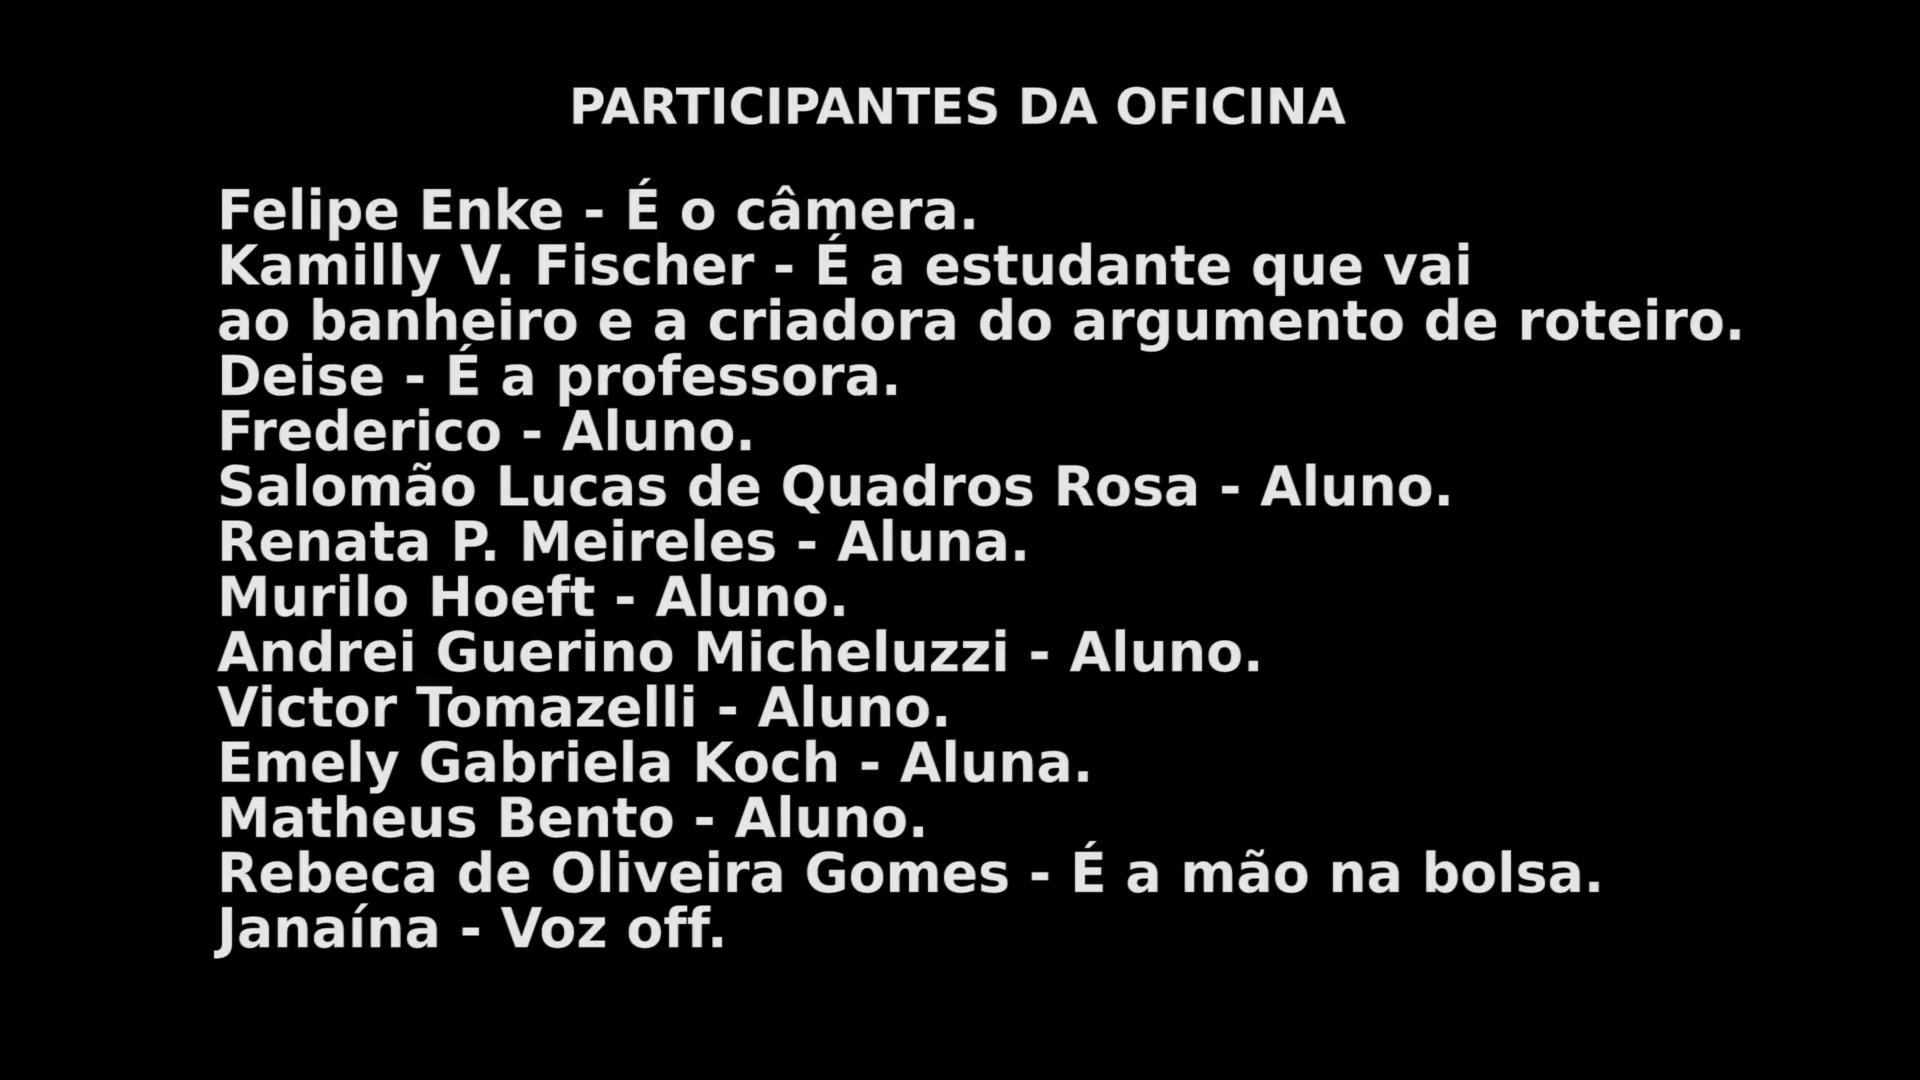 PARTICIPANTES DA OFICINA
Felipe Enke - É o câmera.
Kamilly V. Fischer - É a estudante que vai
ao banheiro e a criadora do argumento de roteiro.
Deise - É a professora.
Frederico - Aluno.
Salomão Lucas de Quadros Rosa - Aluno.
Renata P. Meireles - Aluna.
Murilo Hoeft - Aluno.
Andrei Guerino Micheluzzi - Aluno.
Victor Tomazelli - Aluno.
Emely Gabriela Koch - Aluna.
Matheus Bento - Aluno.
Rebeca de Oliveira Gomes - É a mão na bolsa.
Janaína - Voz off.